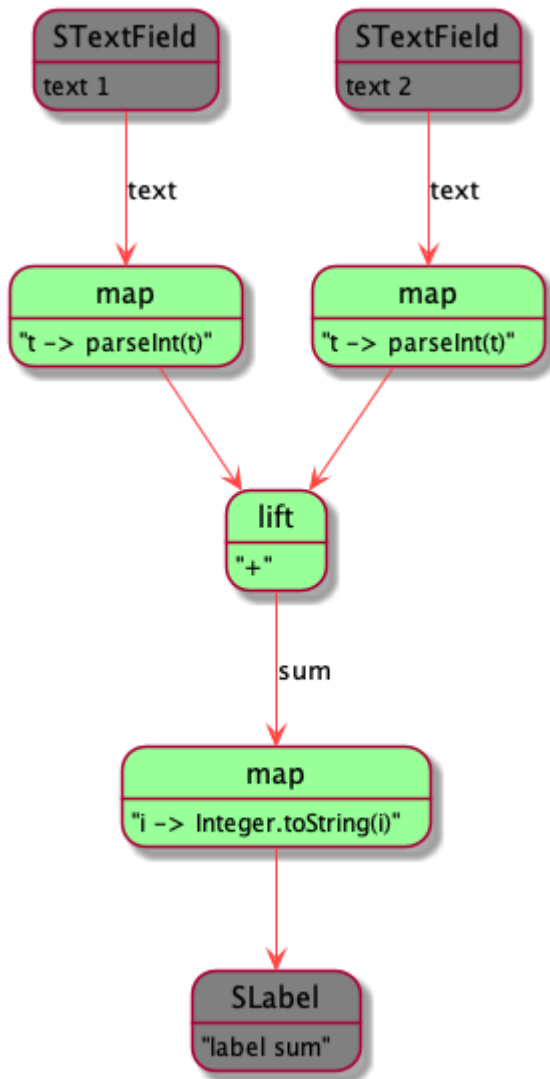 STextField
text 1
STextField
text 2
text
text
map
"t -> parseInt(t)"
map
"t -> parseInt(t)"
lift
"+"
sum
map
"i -> Integer.toString(i)"
SLabel
"label sum"